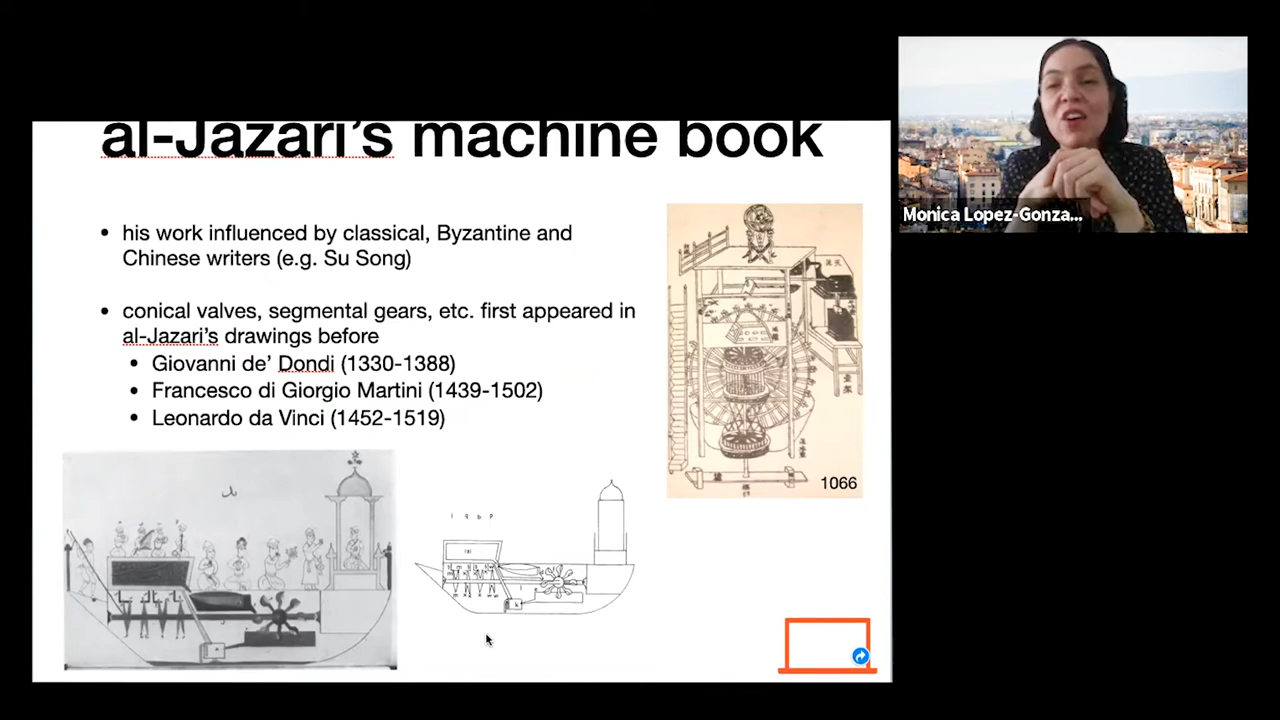 al-Jazari's machine book
• his work influenced by classical, Byzantine and
Chinese writers (e.g. Su Song)
• conical valves, segmental gears, etc. first appeared in
al-Jazari's drawings before
• Giovanni de' Dondi (1330-1388)
• Francesco di Giorgio Martini (1439-1502)
• Leonardo da Vinci (1452-1519)
1066
Monica Lopez-Gonza...